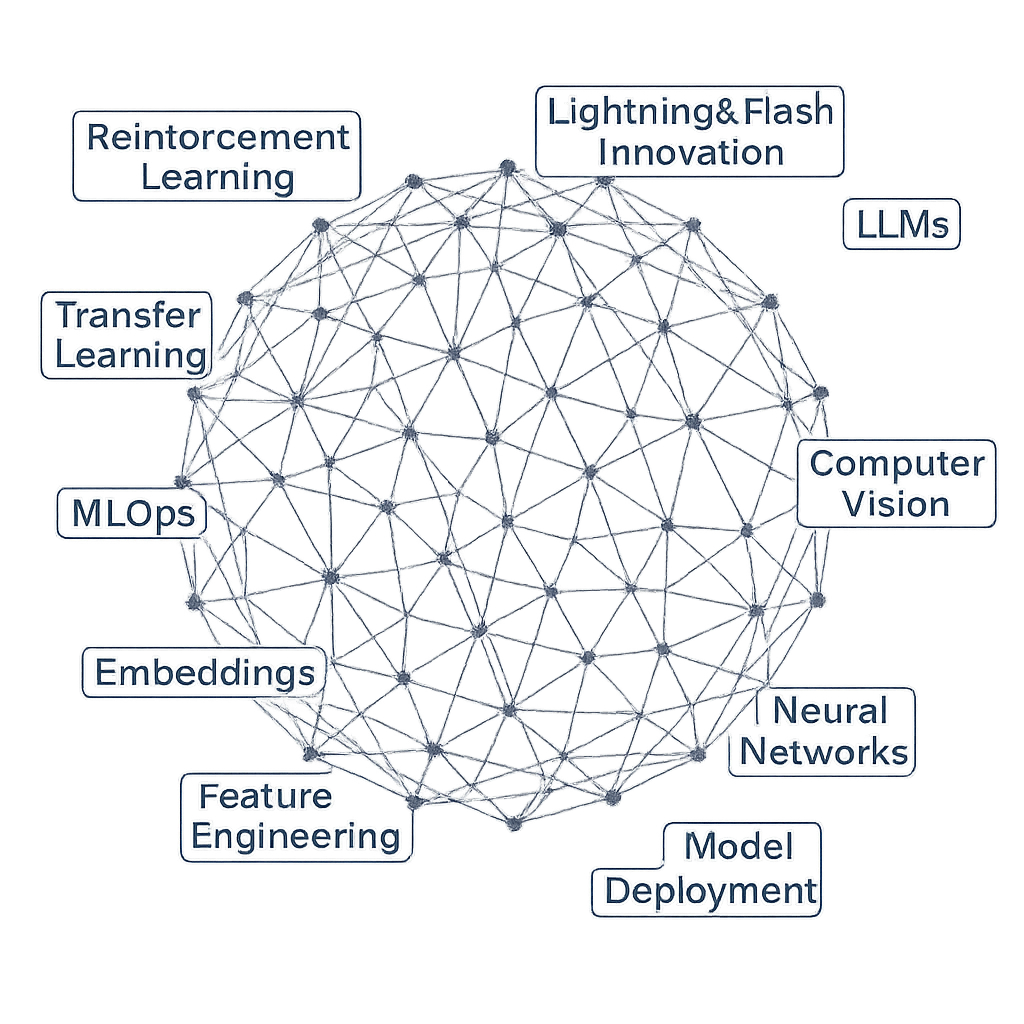 Reintorcement
Learning
Lightning&Flash
Innovation
LLMs
Transfer
Learning
Computer
Vision
MLOps
Embeddings
Neural
Networks
Feature
Engineering
Model
Deployment